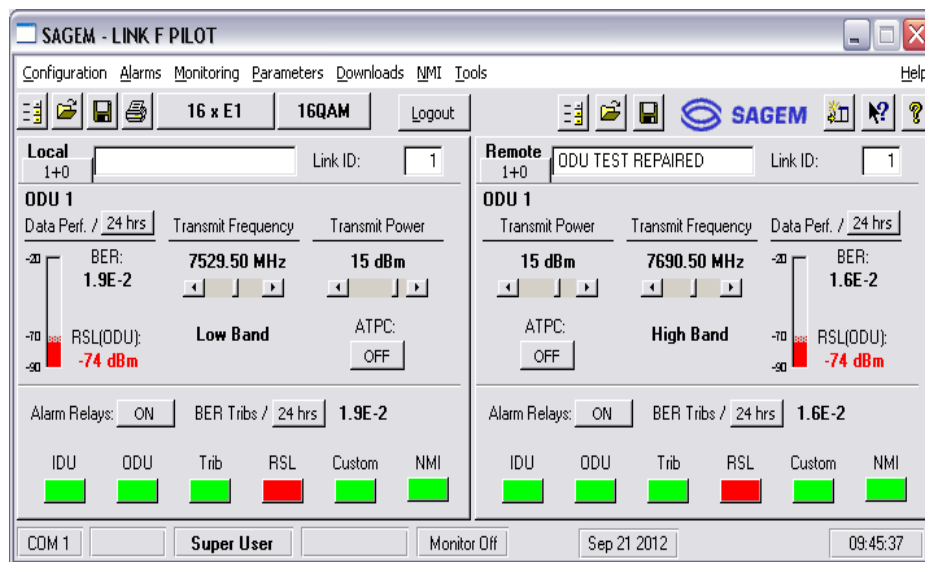 SAGEM - LINK F PILOT
Configuration Alarms Monitoring Parameters Downloads NMI Tools Help
16 x E1 16QAM Logout SAGEM
Local
1+0
Link ID: 1
Remote
1+0
ODU TEST REPAIRED Link ID: 1
ODU 1
Data Perf. / 24 hrs Transmit Frequency Transmit Power
-20 BER: 7529.50 MHz 15 dBm
1.9E-2
ATPC:
-70 RSL(ODU): Low Band
OFF
-90 -74 dBm
Alarm Relays: ON BER Tribs / 24 hrs 1.9E-2
IDU ODU Trib RSL Custom NMI
ODU 1
Transmit Power Transmit Frequency Data Perf. / 24 hrs
15 dBm 7690.50 MHz -20 BER:
1.6E-2
ATPC:
High Band -70 RSL(ODU):
OFF
-90 -74 dBm
Alarm Relays: ON BER Tribs / 24 hrs 1.6E-2
IDU ODU Trib RSL Custom NMI
COM 1 Super User Monitor Off Sep 21 2012 09:45:37